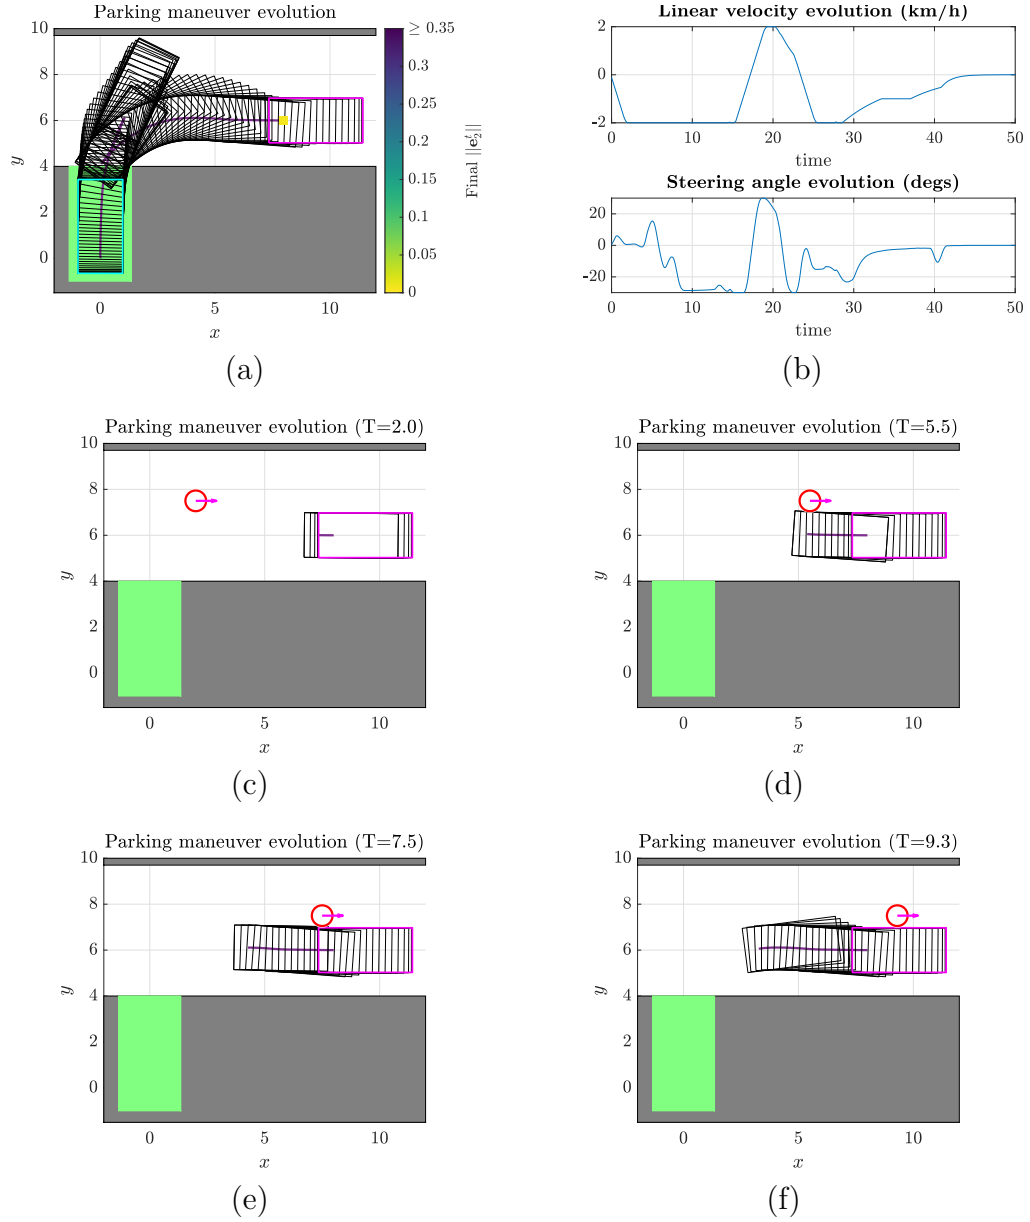 Parking maneuver evolution
10
8
6
4
2
0
y
0
5
10
x
≥ 0.35
0.3
0.25
0.2
0.15
0.1
0.05
0
Final ||e₂ᵗ||
(a)
Linear velocity evolution (km/h)
2
0
-2
0
10
20
30
40
50
time
Steering angle evolution (degs)
20
0
-20
0
10
20
30
40
50
time
(b)
Parking maneuver evolution (T=2.0)
10
8
6
4
2
0
y
0
5
10
x
(c)
Parking maneuver evolution (T=5.5)
10
8
6
4
2
0
y
0
5
10
x
(d)
Parking maneuver evolution (T=7.5)
10
8
6
4
2
0
y
0
5
10
x
(e)
Parking maneuver evolution (T=9.3)
10
8
6
4
2
0
y
0
5
10
x
(f)